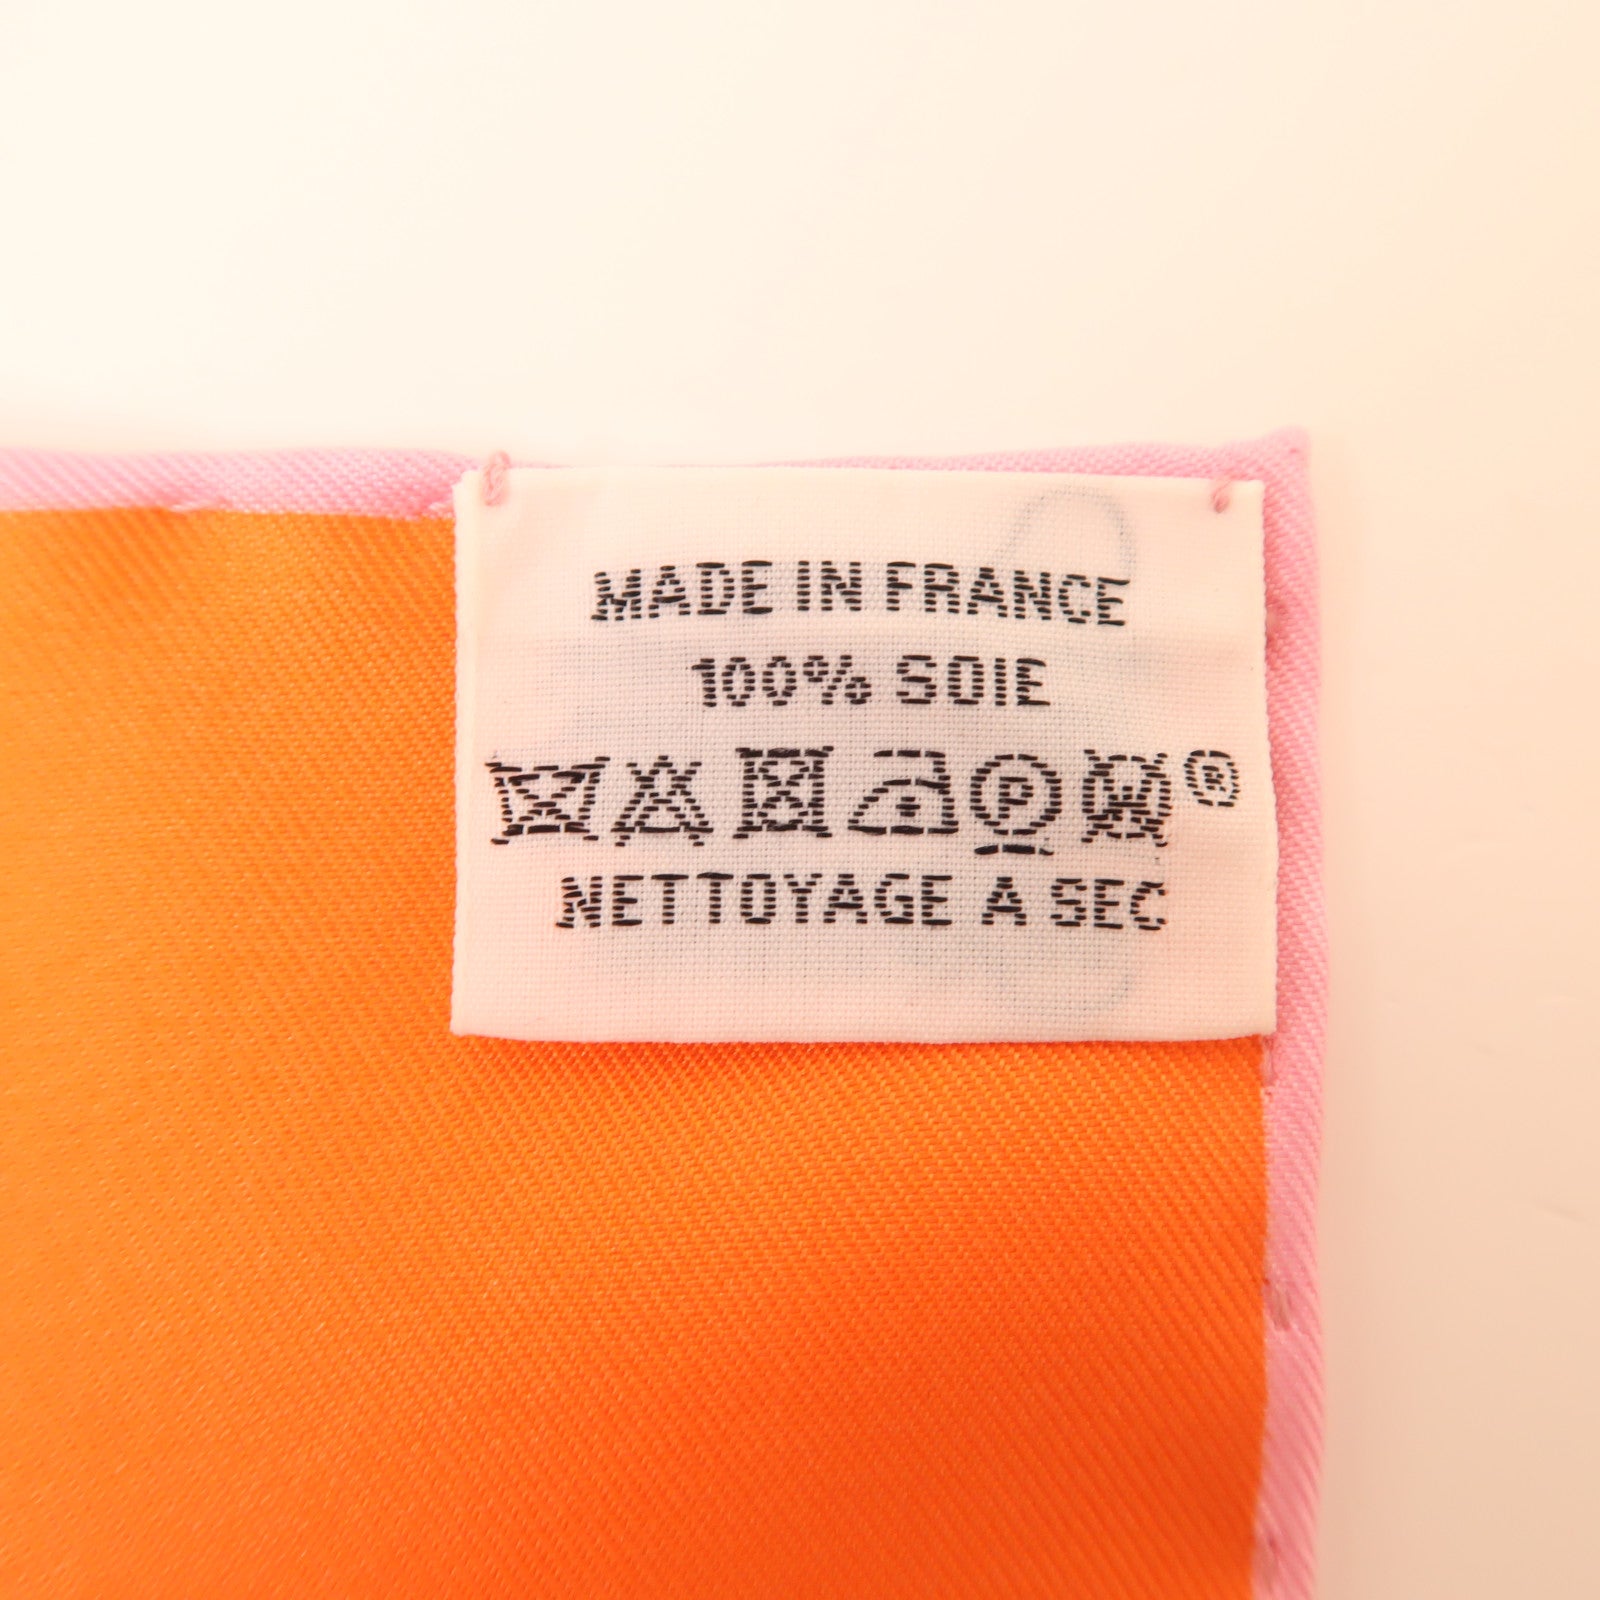 MADE IN FRANCE
100% SOIE
P W ®
NETTOYAGE A SEC